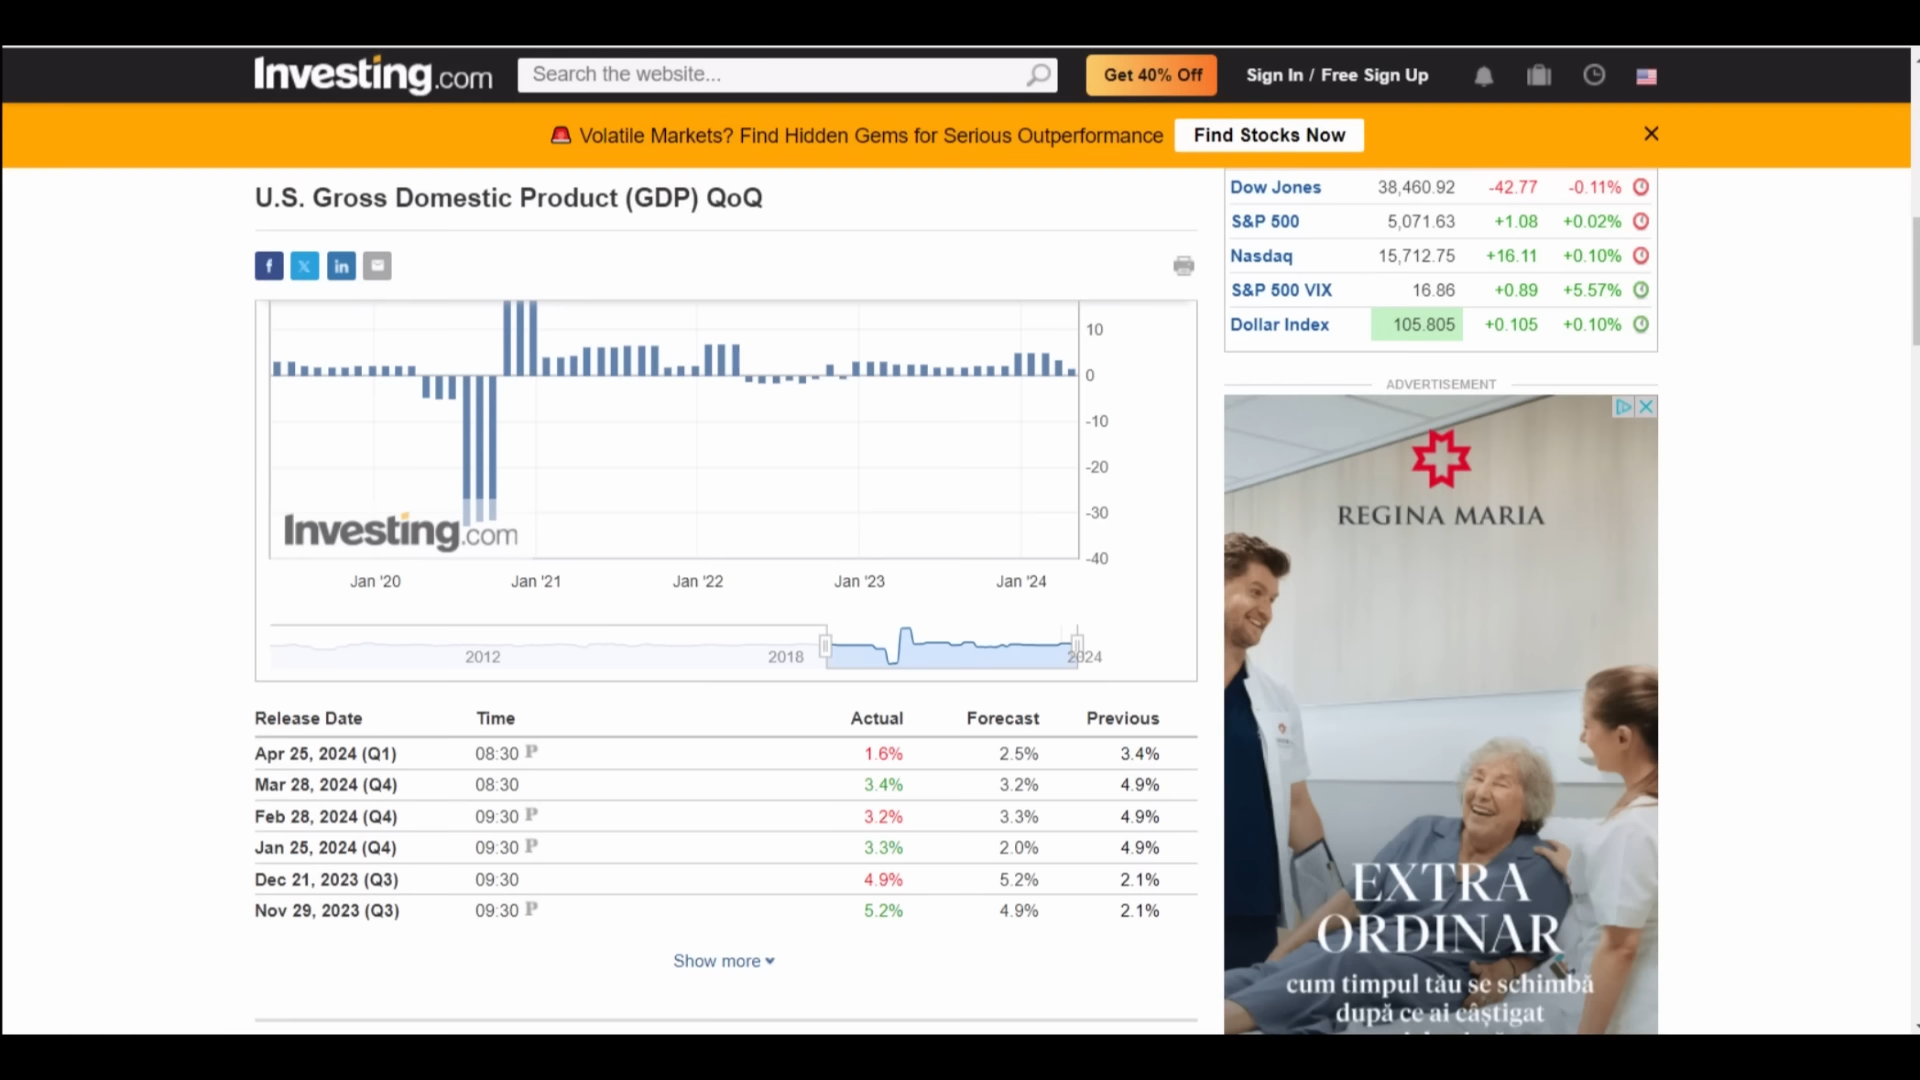 Investing.com
Search the website...
Get 40% Off
Sign In / Free Sign Up
Volatile Markets? Find Hidden Gems for Serious Outperformance
Find Stocks Now
U.S. Gross Domestic Product (GDP) QoQ
10
0
-10
-20
-30
-40
Investing.com
Jan '20 Jan '21 Jan '22 Jan '23 Jan '24
2012 2018 2024
Release Date Time Actual Forecast Previous
Apr 25, 2024 (Q1) 08:30 P 1.6% 2.5% 3.4%
Mar 28, 2024 (Q4) 08:30 3.4% 3.2% 4.9%
Feb 28, 2024 (Q4) 09:30 P 3.2% 3.3% 4.9%
Jan 25, 2024 (Q4) 09:30 P 3.3% 2.0% 4.9%
Dec 21, 2023 (Q3) 09:30 4.9% 5.2% 2.1%
Nov 29, 2023 (Q3) 09:30 P 5.2% 4.9% 2.1%
Show more
Dow Jones 38,460.92 -42.77 -0.11%
S&P 500 5,071.63 +1.08 +0.02%
Nasdaq 15,712.75 +16.11 +0.10%
S&P 500 VIX 16.86 +0.89 +5.57%
Dollar Index 105.805 +0.105 +0.10%
ADVERTISEMENT
REGINA MARIA
EXTRA
ORDINAR
cum timpul tău se schimbă
după ce ai câștigat